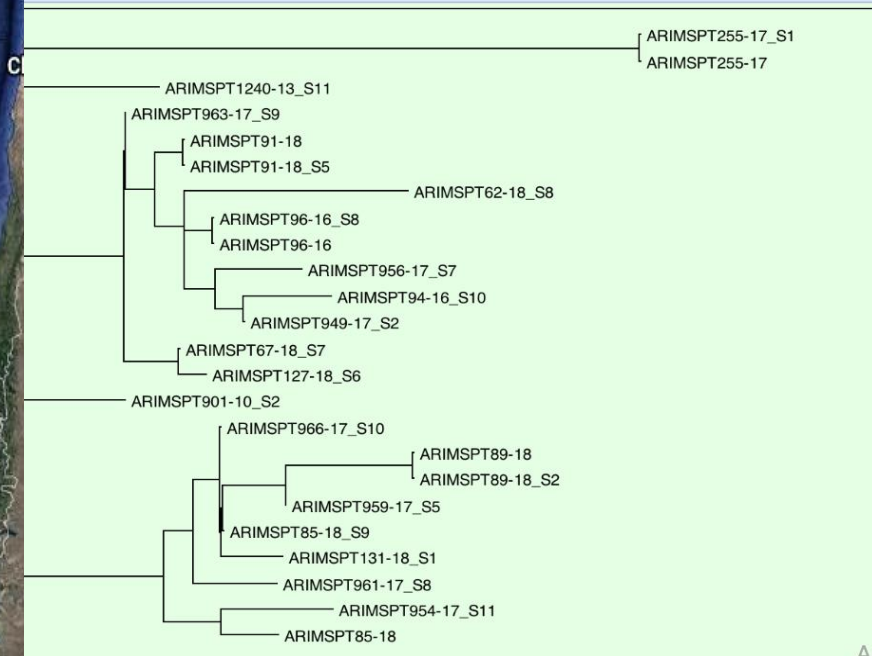 ARIMSPT255-17_S1
ARIMSPT255-17
ARIMSPT1240-13_S11
ARIMSPT963-17_S9
ARIMSPT91-18
ARIMSPT91-18_S5
ARIMSPT62-18_S8
ARIMSPT96-16_S8
ARIMSPT96-16
ARIMSPT956-17_S7
ARIMSPT94-16_S10
ARIMSPT949-17_S2
ARIMSPT67-18_S7
ARIMSPT127-18_S6
ARIMSPT901-10_S2
ARIMSPT966-17_S10
ARIMSPT89-18
ARIMSPT89-18_S2
ARIMSPT959-17_S5
ARIMSPT85-18_S9
ARIMSPT131-18_S1
ARIMSPT961-17_S8
ARIMSPT954-17_S11
ARIMSPT85-18